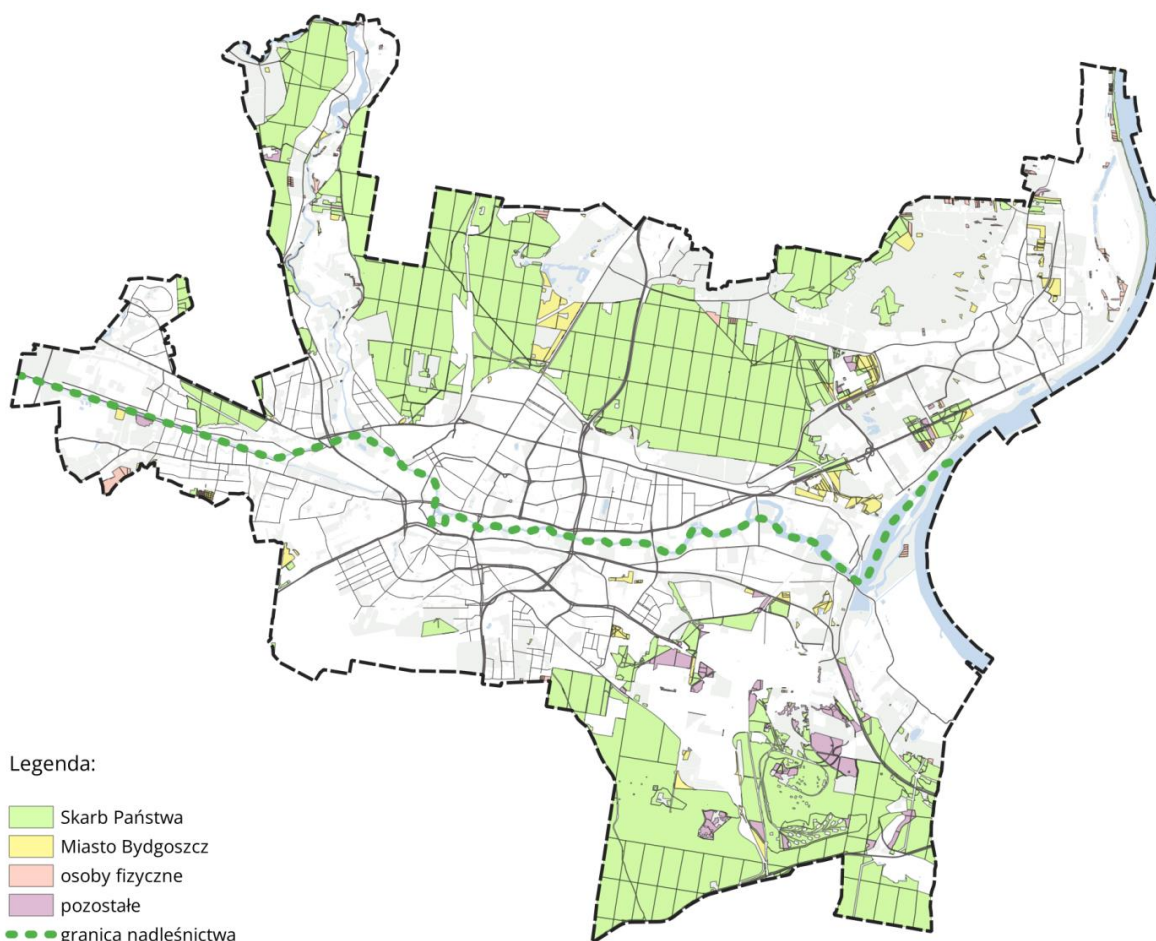 Legenda:
Skarb Państwa
Miasto Bydgoszcz
osoby fizyczne
pozostałe
granica nadleśnictwa